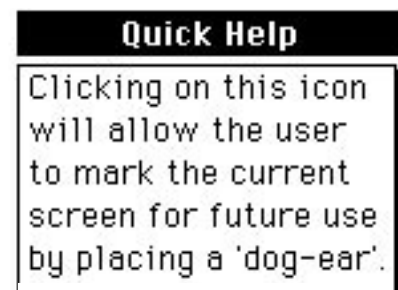 Quick Help
Clicking on this icon
will allow the user
to mark the current
screen for future use
by placing a 'dog-ear'.